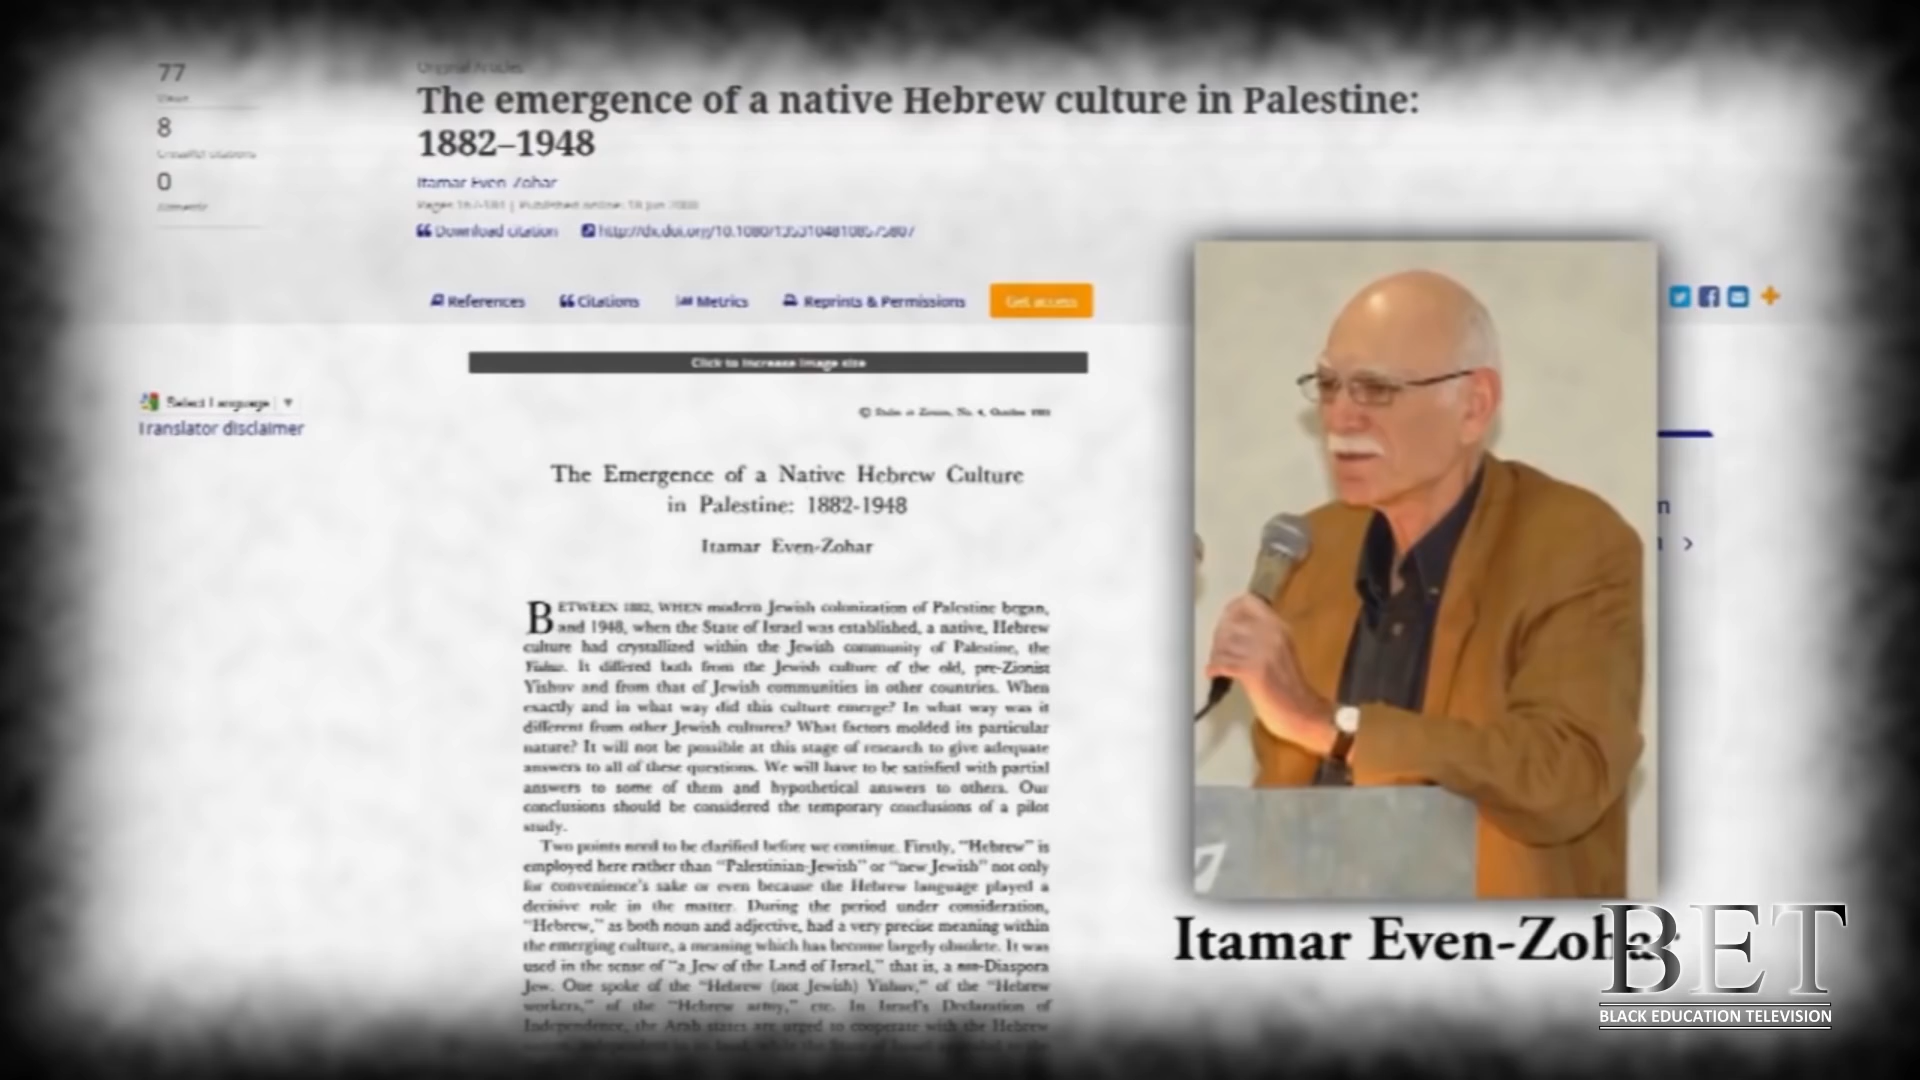 77
Views
8
CrossRef citations
0
Altmetric
Original Articles
The emergence of a native Hebrew culture in Palestine:
1882–1948
Itamar Even-Zohar
Download citation
References
Citations
Metrics
Reprints & Permissions
Get access
Click to increase image size
Select Language
Translator disclaimer
The Emergence of a Native Hebrew Culture
in Palestine: 1882-1948
Itamar Even-Zohar
BETWEEN 1882, WHEN modern Jewish colonization of Palestine began,
and 1948, when the State of Israel was established, a native, Hebrew
culture had crystallized within the Jewish community of Palestine, the
Yishuv. It differed both from the Jewish culture of the old, pre-Zionist
Yishuv and from that of Jewish communities in other countries. When
exactly and in what way did this culture emerge? In what way was it
different from other Jewish cultures? What factors molded its particular
nature? It will not be possible at this stage of research to give adequate
answers to all of these questions. We will have to be satisfied with partial
answers to some of them and hypothetical answers to others. Our
conclusions should be considered the temporary conclusions of a pilot
study.
Two points need to be clarified before we continue. Firstly, “Hebrew” is
employed here rather than “Palestinian-Jewish” or “new Jewish” not only
for convenience's sake or even because the Hebrew language played a
decisive role in the matter. During the period under consideration,
“Hebrew,” as both noun and adjective, had a very precise meaning within
the emerging culture, a meaning which has become largely obsolete. It was
used in the sense of “a Jew of the Land of Israel,” that is, a non-Diaspora
Jew. One spoke of the “Hebrew (not Jewish) Yishuv,” of the “Hebrew
workers,” of the “Hebrew army,” etc. In Israel's Declaration of
Independence, the Arab states are urged to cooperate with the Hebrew
Itamar Even-Zohar
BET
BLACK EDUCATION TELEVISION